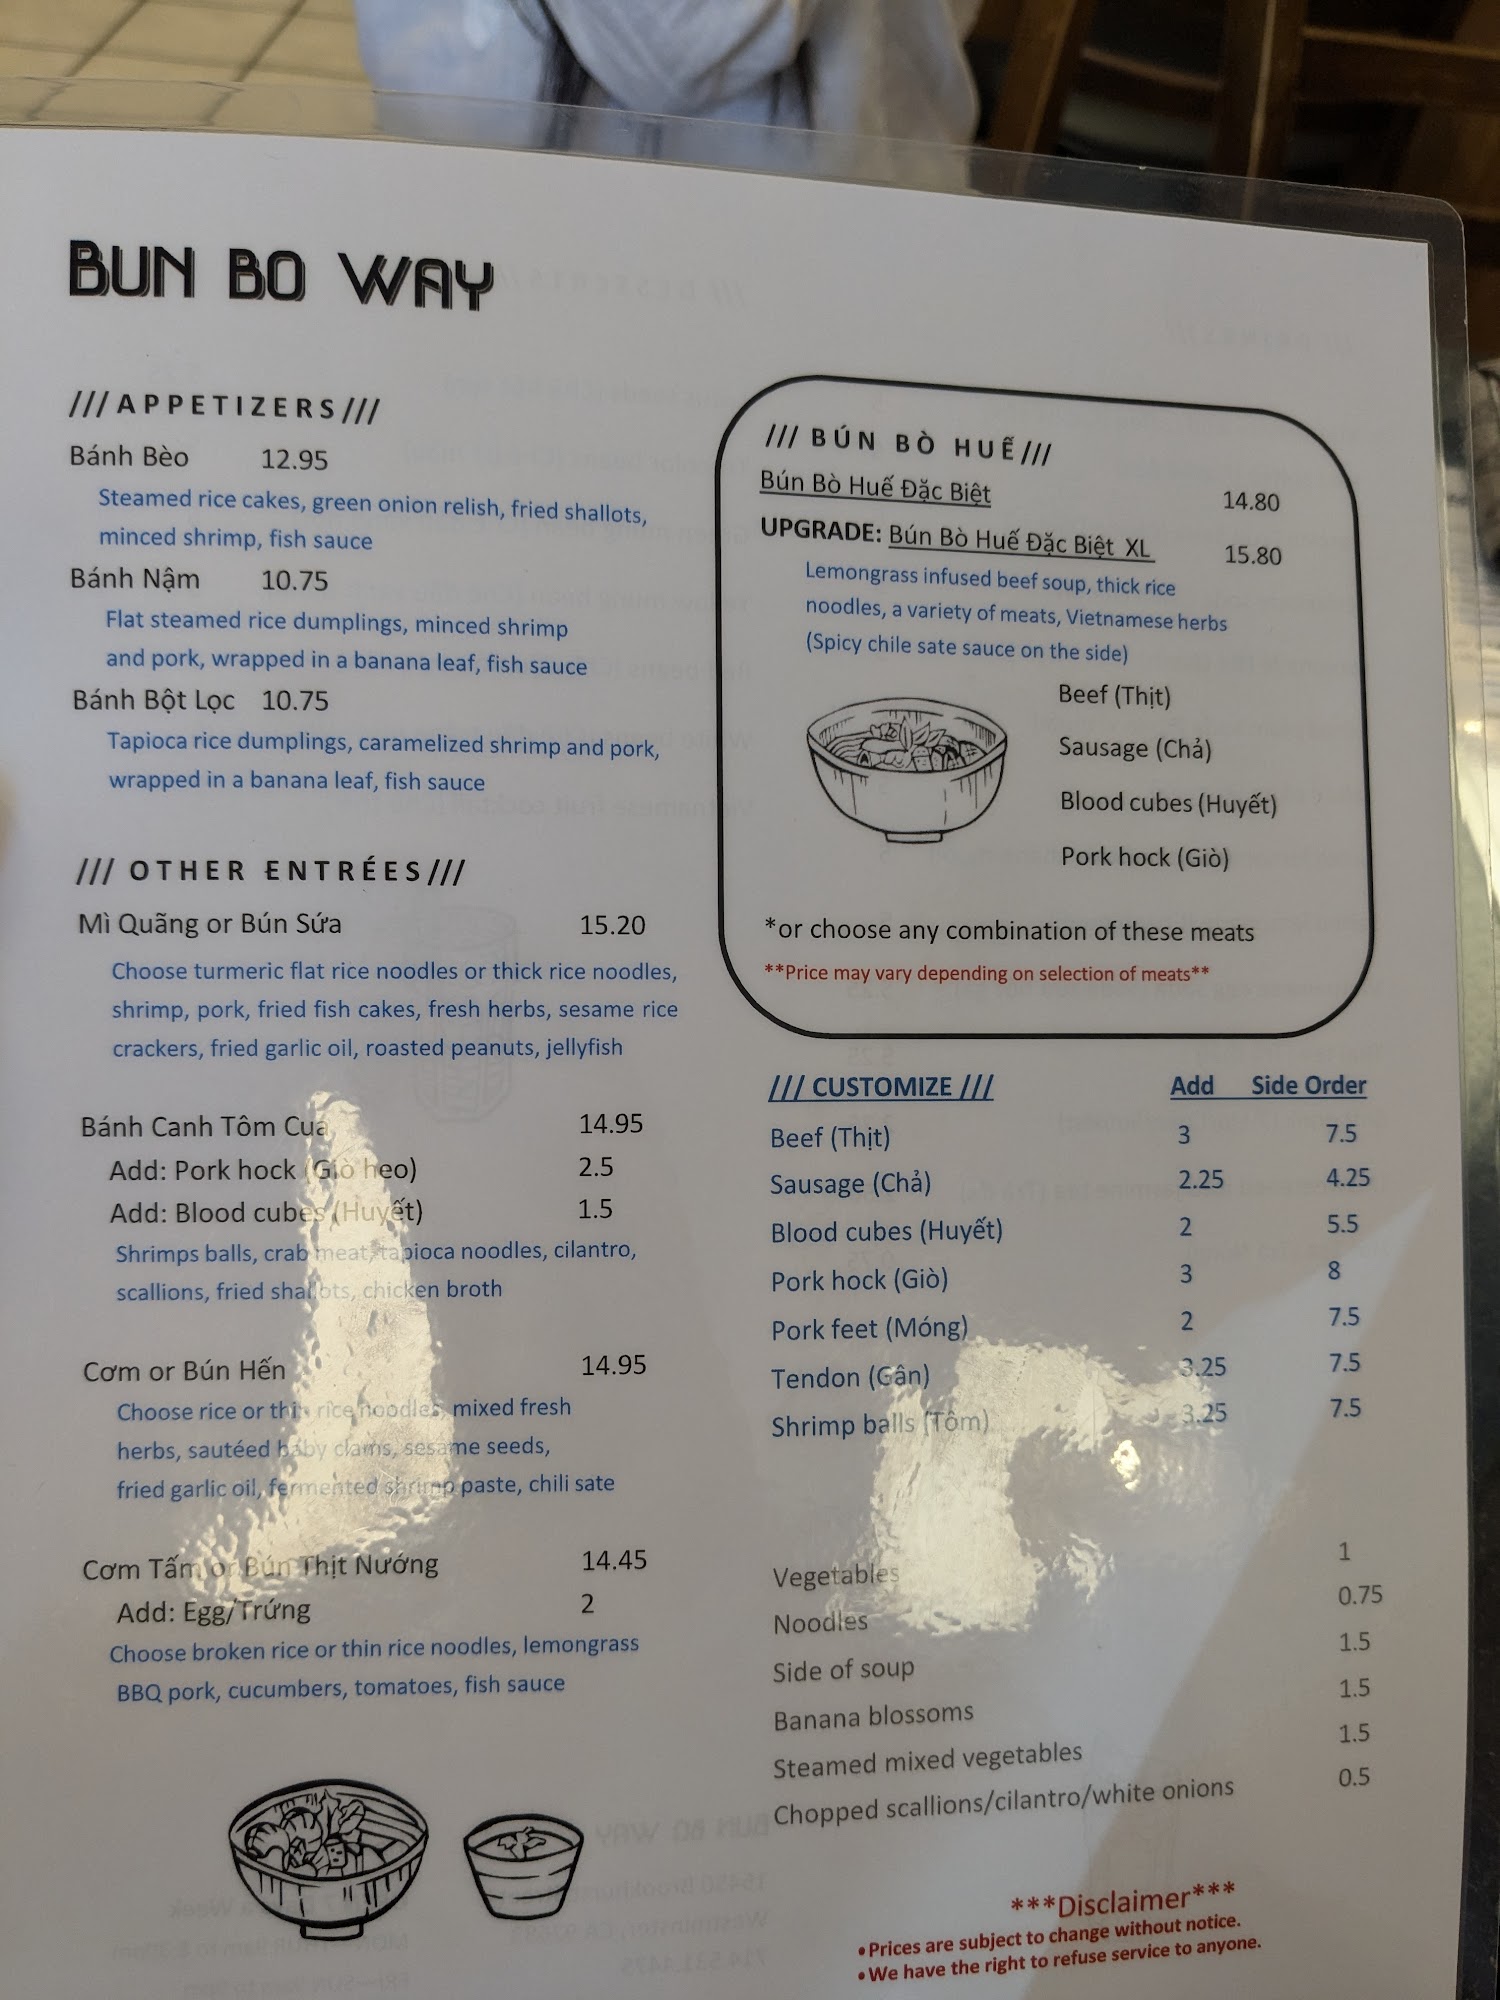 BUN BO WAY
/// APPETIZERS ///
Bánh Bèo 12.95
Steamed rice cakes, green onion relish, fried shallots,
minced shrimp, fish sauce
Bánh Nậm 10.75
Flat steamed rice dumplings, minced shrimp
and pork, wrapped in a banana leaf, fish sauce
Bánh Bột Lọc 10.75
Tapioca rice dumplings, caramelized shrimp and pork,
wrapped in a banana leaf, fish sauce
/// OTHER ENTRÉES ///
Mì Quãng or Bún Sứa 15.20
Choose turmeric flat rice noodles or thick rice noodles,
shrimp, pork, fried fish cakes, fresh herbs, sesame rice
crackers, fried garlic oil, roasted peanuts, jellyfish
Bánh Canh Tôm Cua 14.95
Add: Pork hock (Giò heo) 2.5
Add: Blood cubes (Huyết) 1.5
Shrimps balls, crab meat, tapioca noodles, cilantro,
scallions, fried shallots, chicken broth
Cơm or Bún Hến 14.95
Choose rice or thin rice noodles, mixed fresh
herbs, sautéed baby clams, sesame seeds,
fried garlic oil, fermented shrimp paste, chili sate
Cơm Tấm or Bún Thịt Nướng 14.45
Add: Egg/Trứng 2
Choose broken rice or thin rice noodles, lemongrass
BBQ pork, cucumbers, tomatoes, fish sauce
/// BÚN BÒ HUẾ ///
Bún Bò Huế Đặc Biệt 14.80
UPGRADE: Bún Bò Huế Đặc Biệt XL 15.80
Lemongrass infused beef soup, thick rice
noodles, a variety of meats, Vietnamese herbs
(Spicy chile sate sauce on the side)
Beef (Thịt)
Sausage (Chả)
Blood cubes (Huyết)
Pork hock (Giò)
*or choose any combination of these meats
**Price may vary depending on selection of meats**
/// CUSTOMIZE /// Add Side Order
Beef (Thịt) 3 7.5
Sausage (Chả) 2.25 4.25
Blood cubes (Huyết) 2 5.5
Pork hock (Giò) 3 8
Pork feet (Móng) 2 7.5
Tendon (Gân) 3.25 7.5
Shrimp balls (Tôm) 3.25 7.5
Vegetables 1
Noodles 0.75
Side of soup 1.5
Banana blossoms 1.5
Steamed mixed vegetables 1.5
Chopped scallions/cilantro/white onions 0.5
***Disclaimer***
•Prices are subject to change without notice.
•We have the right to refuse service to anyone.